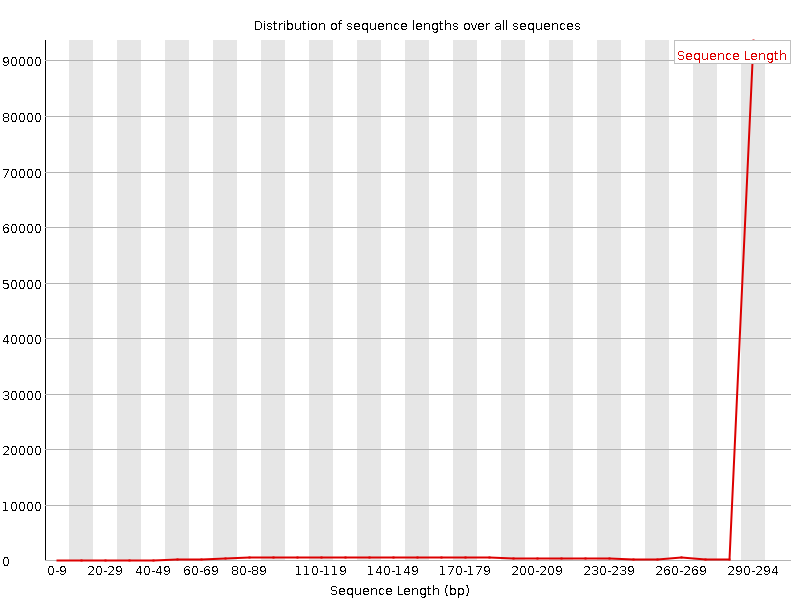 Distribution of sequence lengths over all sequences
Sequence Length
90000
80000
70000
60000
50000
40000
30000
20000
10000
0
0-9 20-29 40-49 60-69 80-89 110-119 140-149 170-179 200-209 230-239 260-269 290-294
Sequence Length (bp)